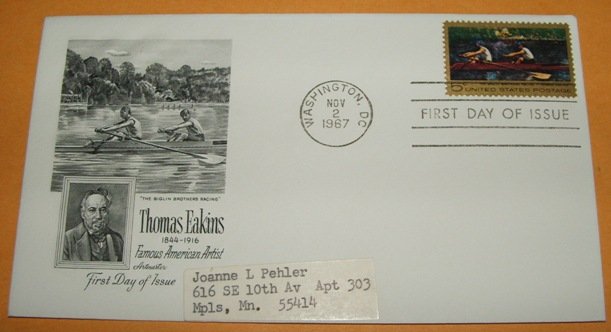 "THE BIGLIN BROTHERS RACING"
Thomas Eakins
1844-1916
Famous American Artist
Artmaster
First Day of Issue
Joanne L Pehler
616 SE 10th Av Apt 303
Mpls, Mn. 55414
WASHINGTON, DC
NOV
2
1967
5c UNITED STATES POSTAGE
FIRST DAY OF ISSUE